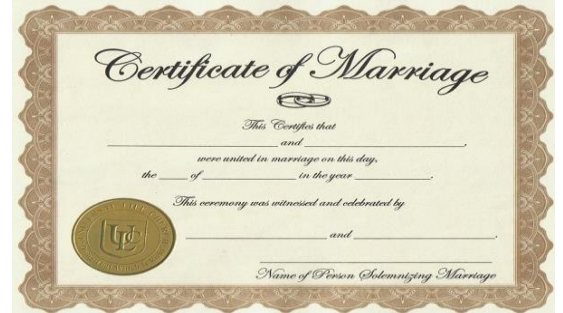 Certificate of Marriage
This Certifies that
and ,
were united in marriage on this day,
the of in the year .
This ceremony was witnessed and celebrated by
and .
Name of Person Solemnizing Marriage